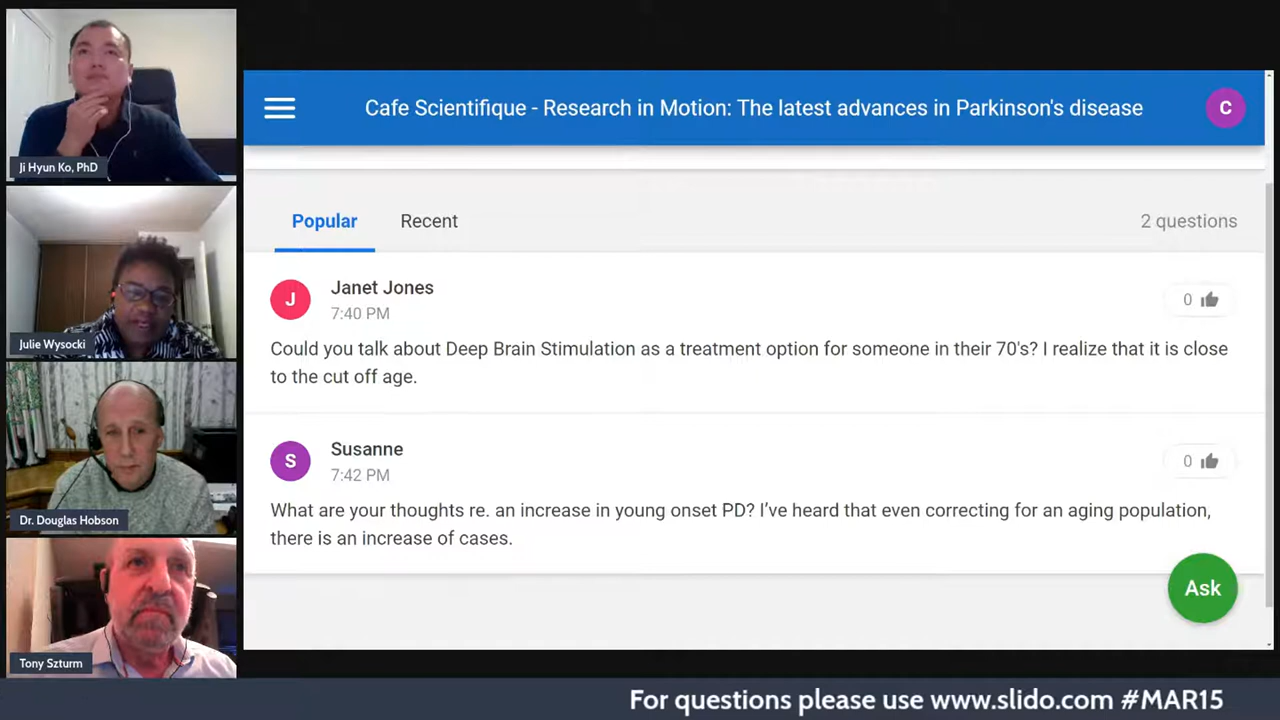 Ji Hyun Ko, PhD
Julie Wysocki
Dr. Douglas Hobson
Tony Szturm
Cafe Scientifique - Research in Motion: The latest advances in Parkinson's disease
C
Popular
Recent
2 questions
J
Janet Jones
7:40 PM
0
Could you talk about Deep Brain Stimulation as a treatment option for someone in their 70's? I realize that it is close
to the cut off age.
S
Susanne
7:42 PM
0
What are your thoughts re. an increase in young onset PD? I've heard that even correcting for an aging population,
there is an increase of cases.
Ask
For questions please use www.slido.com #MAR15